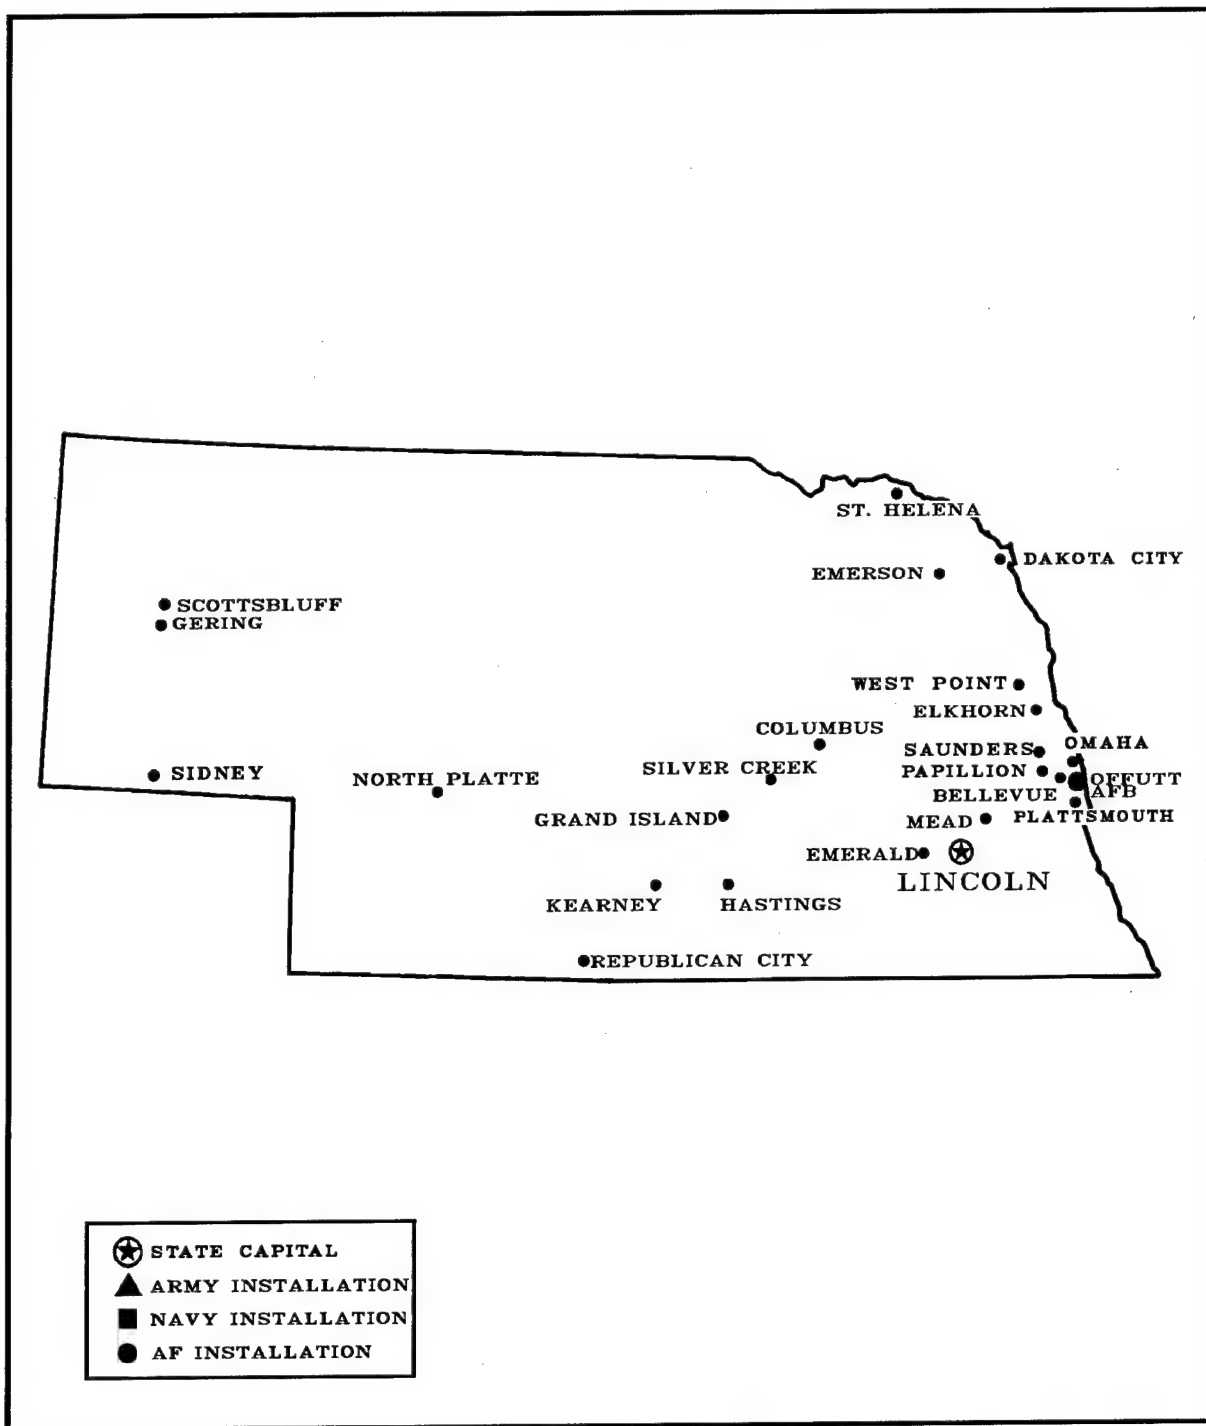 ST. HELENA
DAKOTA CITY
EMERSON
SCOTTSBLUFF
GERING
WEST POINT
ELKHORN
COLUMBUS
SAUNDERS
OMAHA
SILVER CREEK
PAPILLION
SIDNEY
NORTH PLATTE
OFFUTT
AFB
BELLEVUE
GRAND ISLAND
MEAD
PLATTSMOUTH
EMERALD
LINCOLN
KEARNEY
HASTINGS
REPUBLICAN CITY
STATE CAPITAL
ARMY INSTALLATION
NAVY INSTALLATION
AF INSTALLATION